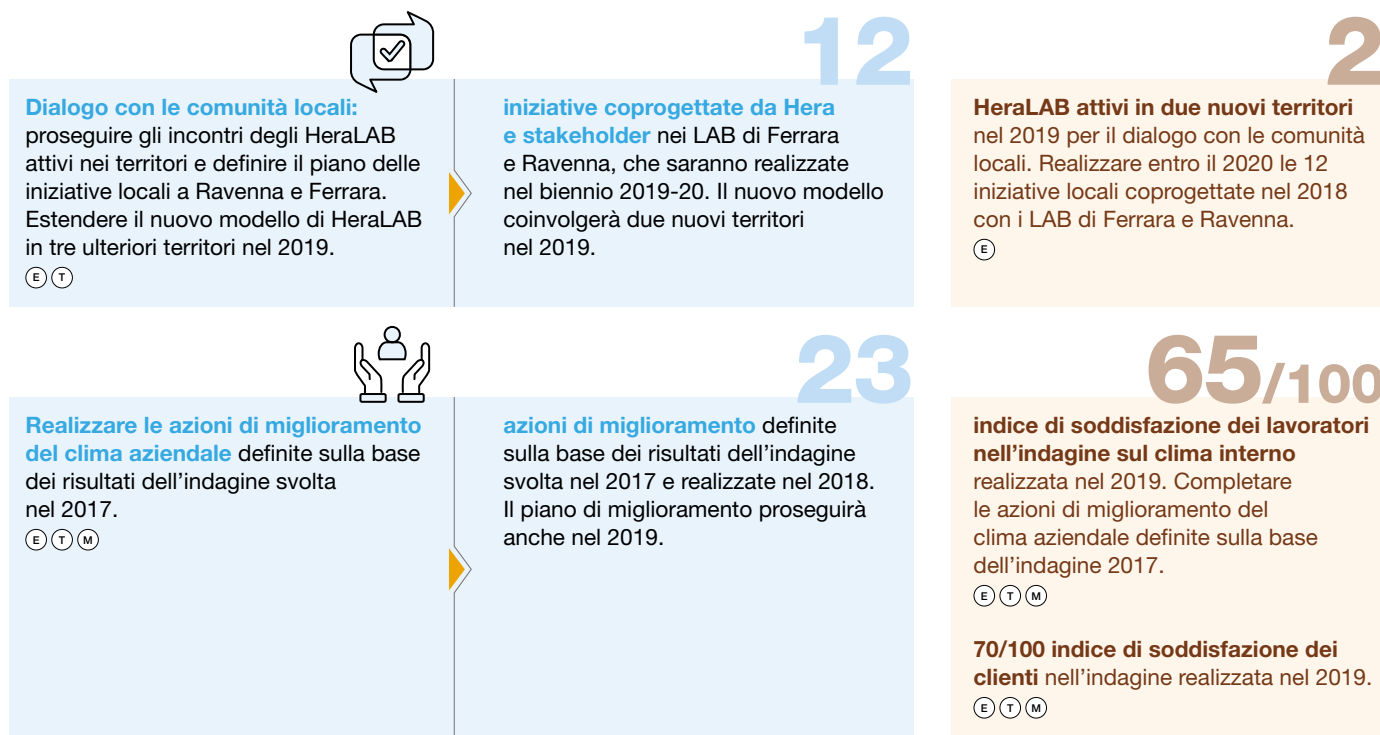 12
Dialogo con le comunità locali:
proseguire gli incontri degli HeraLAB
attivi nei territori e definire il piano delle
iniziative locali a Ravenna e Ferrara.
Estendere il nuovo modello di HeraLAB
in tre ulteriori territori nel 2019.
E T
iniziative coprogettate da Hera
e stakeholder nei LAB di Ferrara
e Ravenna, che saranno realizzate
nel biennio 2019-20. Il nuovo modello
coinvolgerà due nuovi territori
nel 2019.
2
HeraLAB attivi in due nuovi territori
nel 2019 per il dialogo con le comunità
locali. Realizzare entro il 2020 le 12
iniziative locali coprogettate nel 2018
con i LAB di Ferrara e Ravenna.
E
Realizzare le azioni di miglioramento
del clima aziendale definite sulla base
dei risultati dell'indagine svolta
nel 2017.
E T M
23
azioni di miglioramento definite
sulla base dei risultati dell'indagine
svolta nel 2017 e realizzate nel 2018.
Il piano di miglioramento proseguirà
anche nel 2019.
65/100
indice di soddisfazione dei lavoratori
nell'indagine sul clima interno
realizzata nel 2019. Completare
le azioni di miglioramento del
clima aziendale definite sulla base
dell'indagine 2017.
E T M
70/100 indice di soddisfazione dei
clienti nell'indagine realizzata nel 2019.
E T M